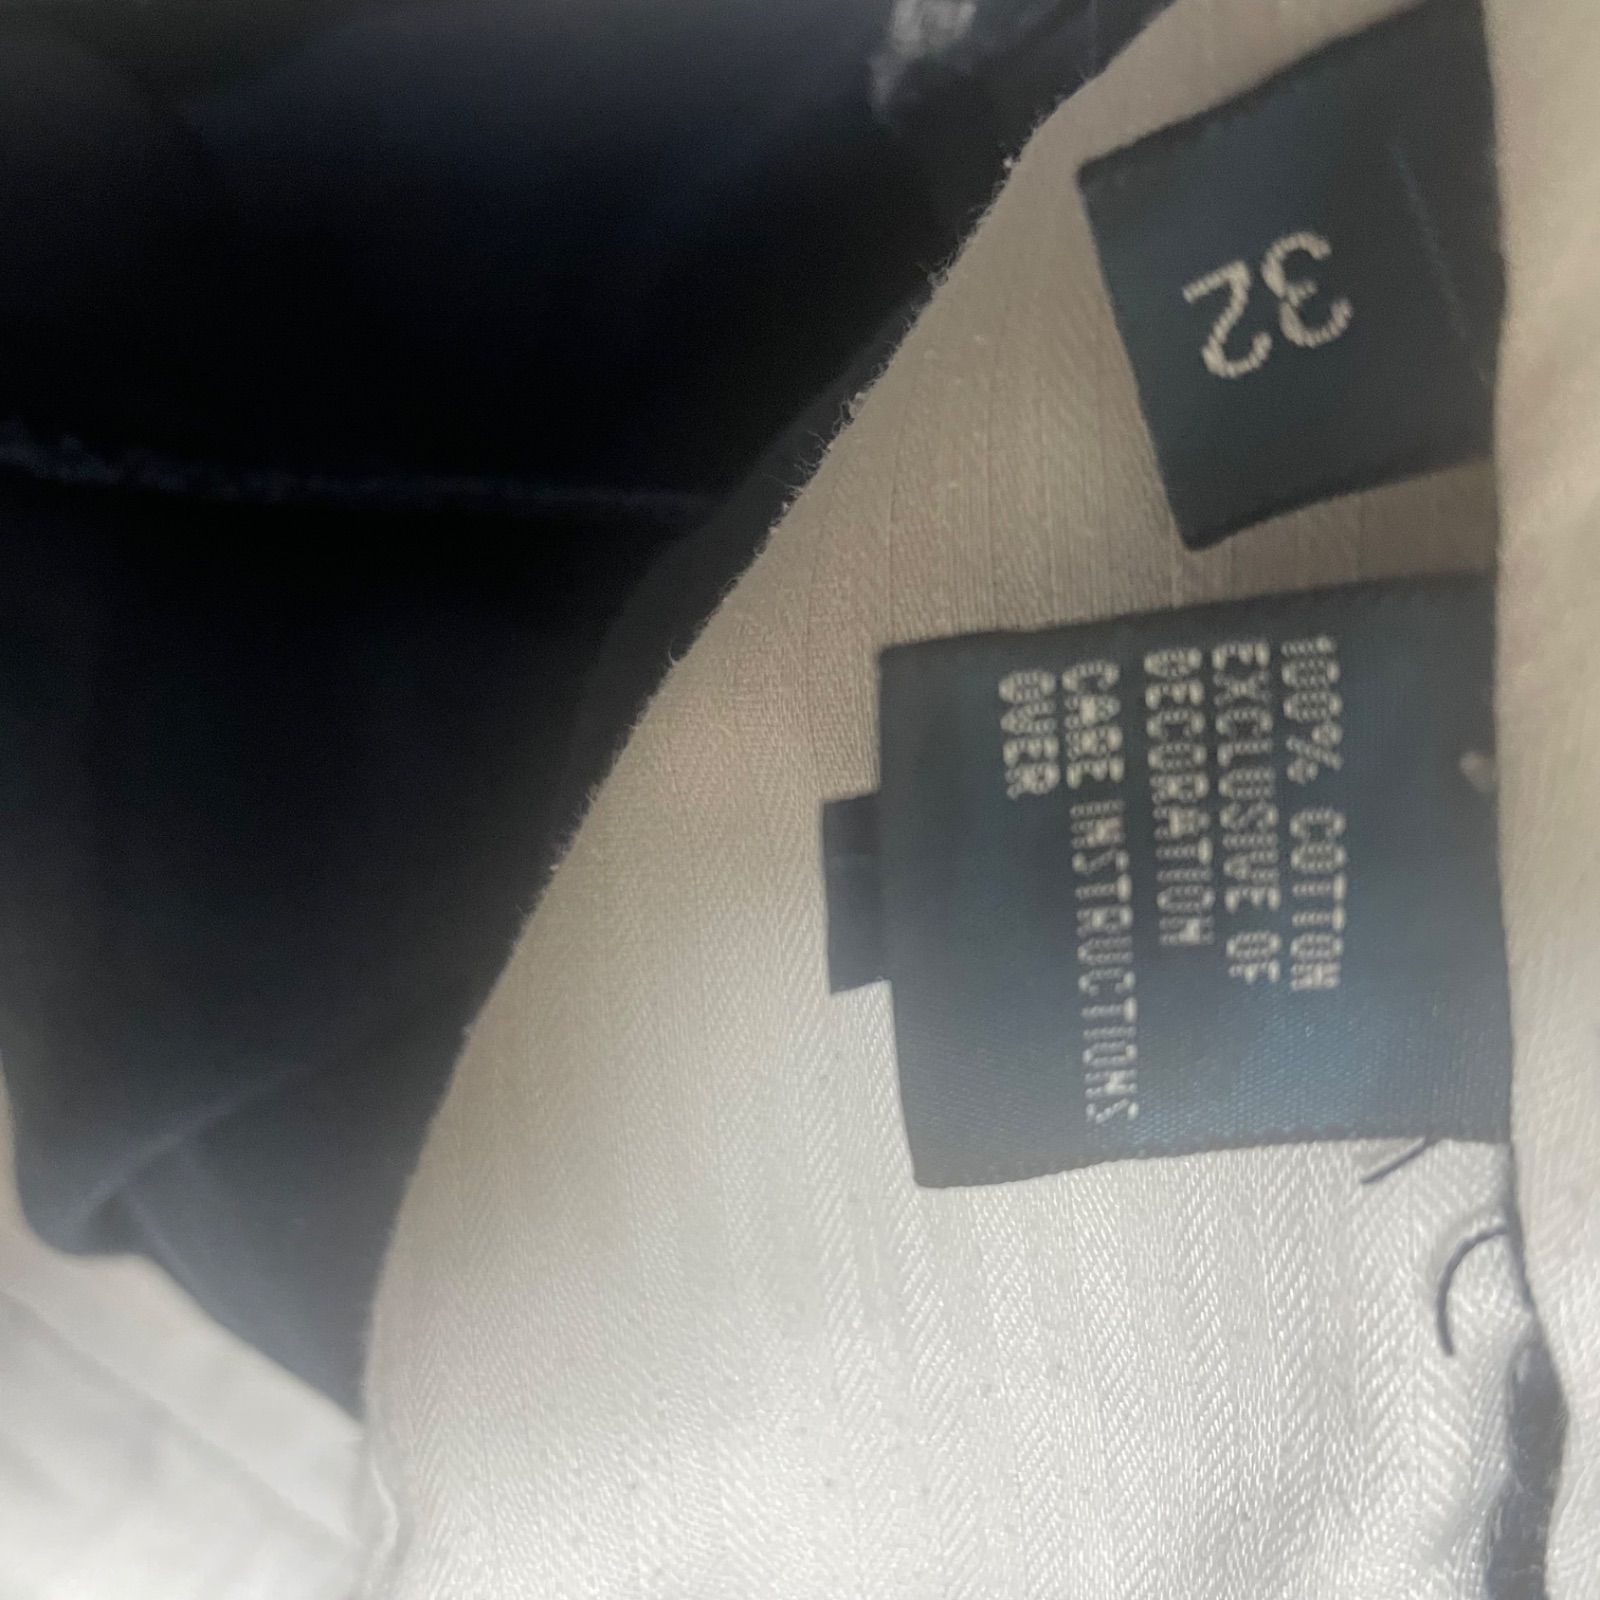 32
100% COTTON
EXCLUSIVE OF
DECORATION
CARE INSTRUCTIONS
OVER